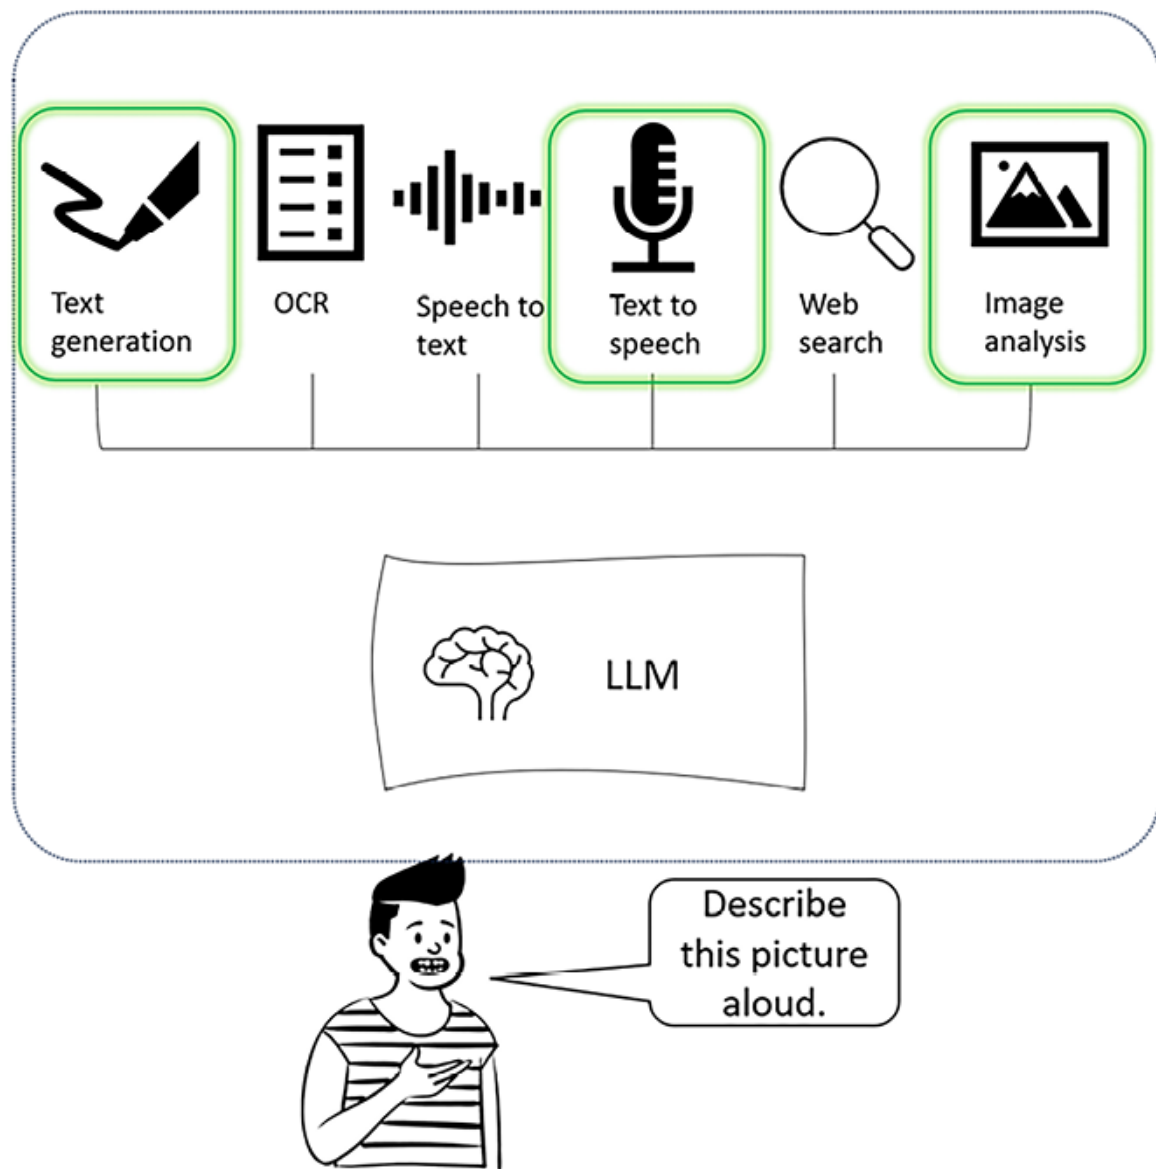 Text
generation
OCR
Speech to
text
Text to
speech
Web
search
Image
analysis
LLM
Describe
this picture
aloud.